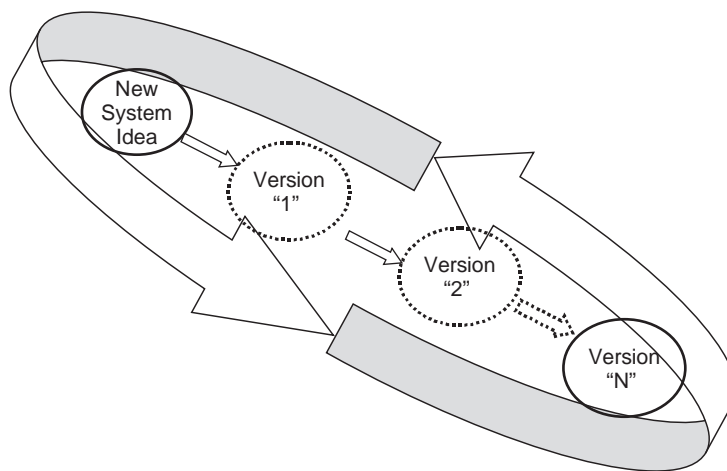 New
System
Idea
Version
“1”
Version
“2”
Version
“N”